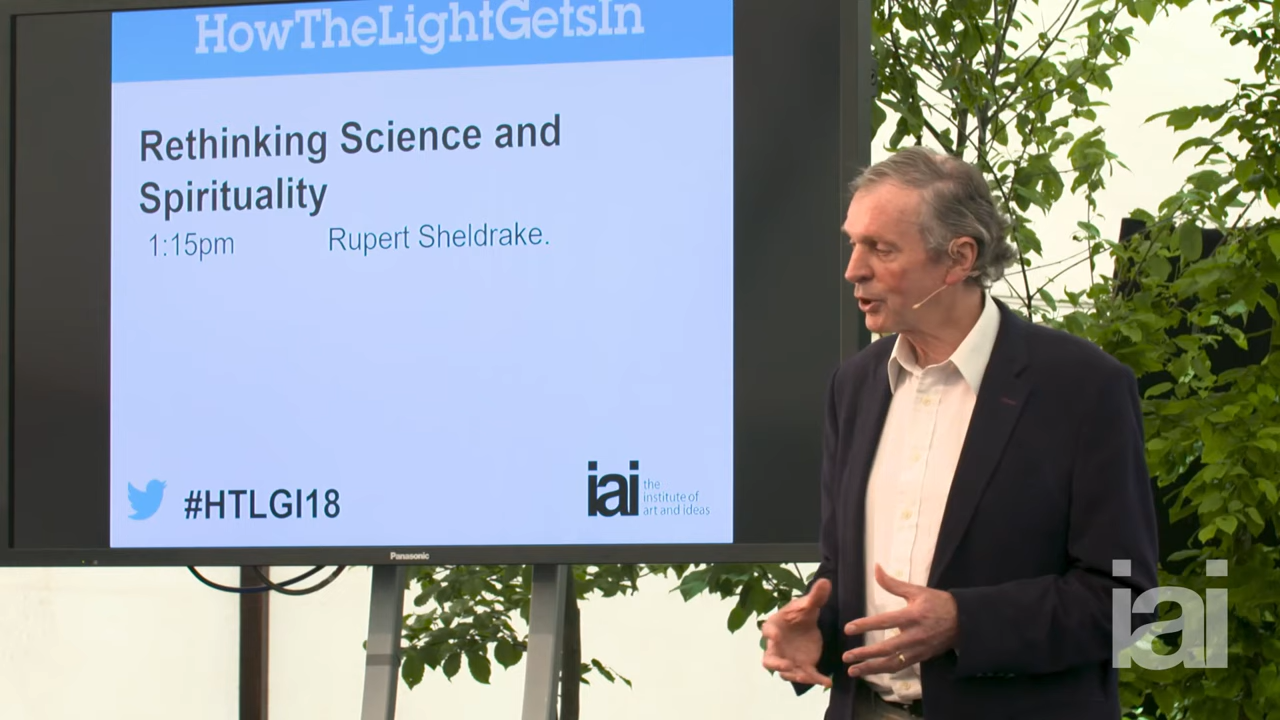 HowTheLightGetsIn
Rethinking Science and
Spirituality
1:15pm Rupert Sheldrake.
#HTLGI18
iai the
institute of
art and ideas
Panasonic
iai